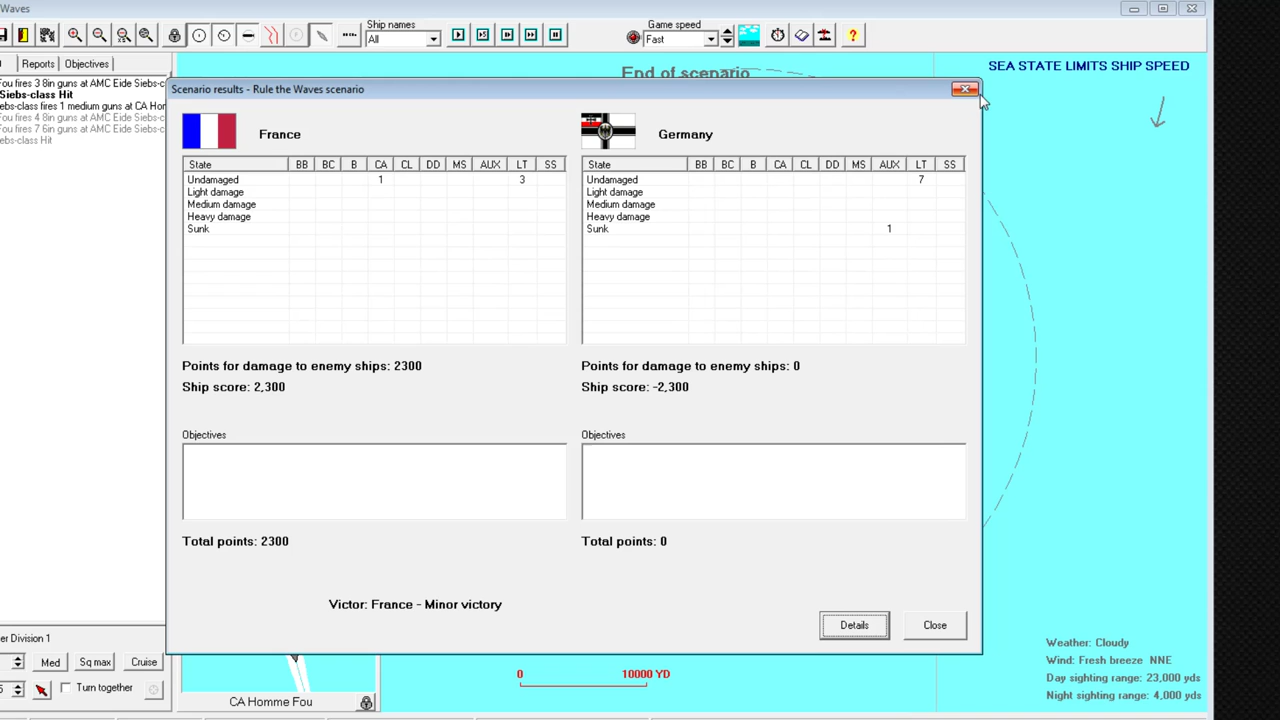 Waves
Ship names
All
Game speed
Fast
Reports
Objectives
End of scenario
SEA STATE LIMITS SHIP SPEED
Fou fires 3 8in guns at AMC Eide Siebs-c
Siebs-class Hit
ebs-class fires 1 medium guns at CA Hom
Fou fires 4 8in guns at AMC Eide Siebs-c
Fou fires 7 6in guns at AMC Eide Siebs-c
ebs-class Hit
Scenario results - Rule the Waves scenario
France
State BB BC B CA CL DD MS AUX LT SS
Undamaged 1 3
Light damage
Medium damage
Heavy damage
Sunk
Points for damage to enemy ships: 2300
Ship score: 2,300
Objectives
Total points: 2300
Germany
State BB BC B CA CL DD MS AUX LT SS
Undamaged 7
Light damage
Medium damage
Heavy damage
Sunk 1
Points for damage to enemy ships: 0
Ship score: -2,300
Objectives
Total points: 0
Victor: France - Minor victory
Details
Close
er Division 1
Med
Sq max
Cruise
Turn together
CA Homme Fou
0 10000 YD
Weather: Cloudy
Wind: Fresh breeze NNE
Day sighting range: 23,000 yds
Night sighting range: 4,000 yds